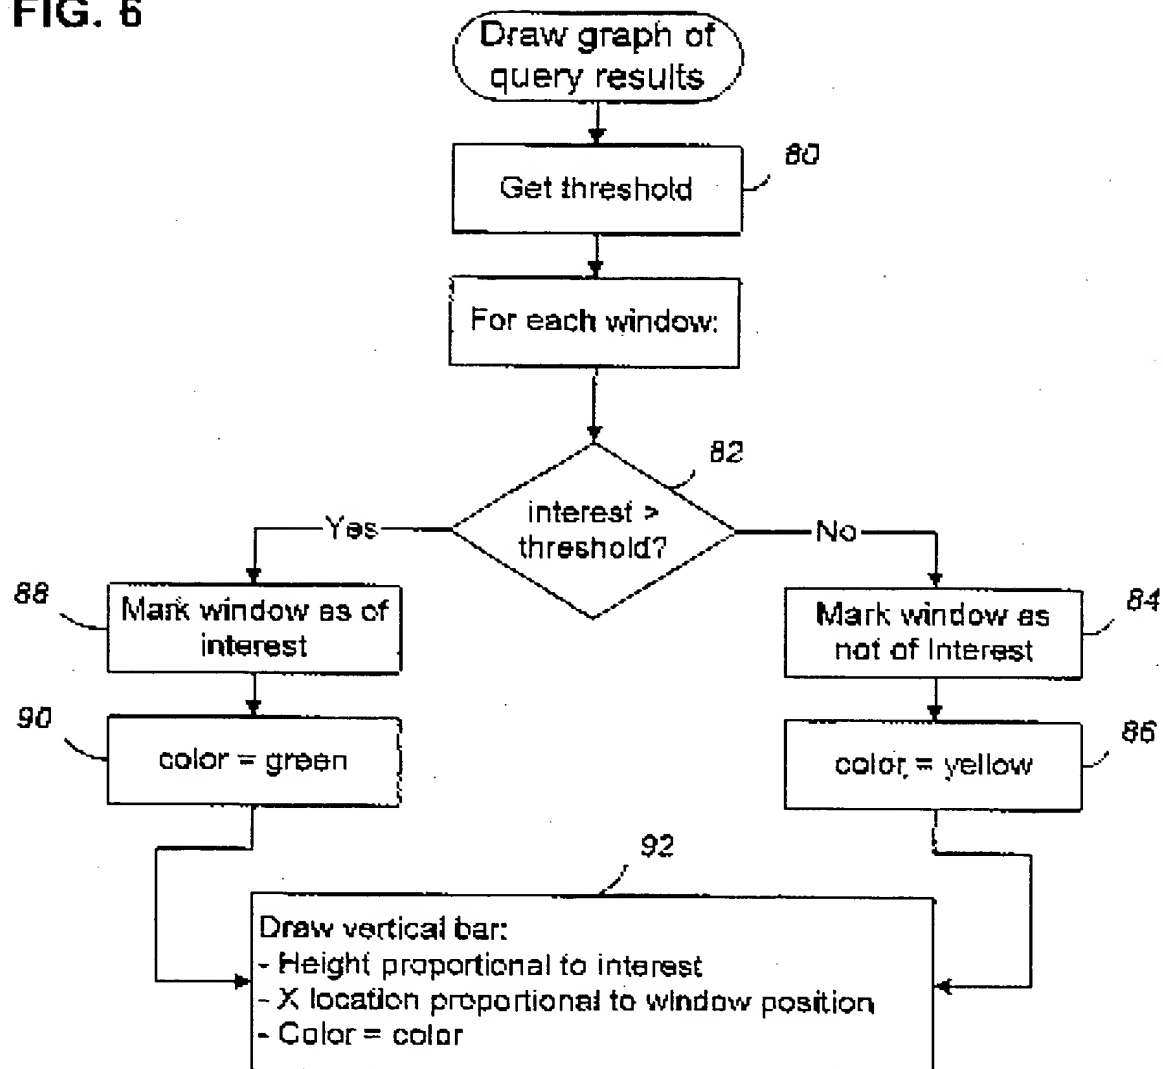 FIG. 6
Draw graph of
query results
80
Get threshold
For each window:
82
interest >
threshold?
Yes
No
88
Mark window as of
interest
84
Mark window as
not of Interest
90
color = green
86
color = yellow
92
Draw vertical bar:
- Height proportional to interest
- X location proportional to window position
- Color = color